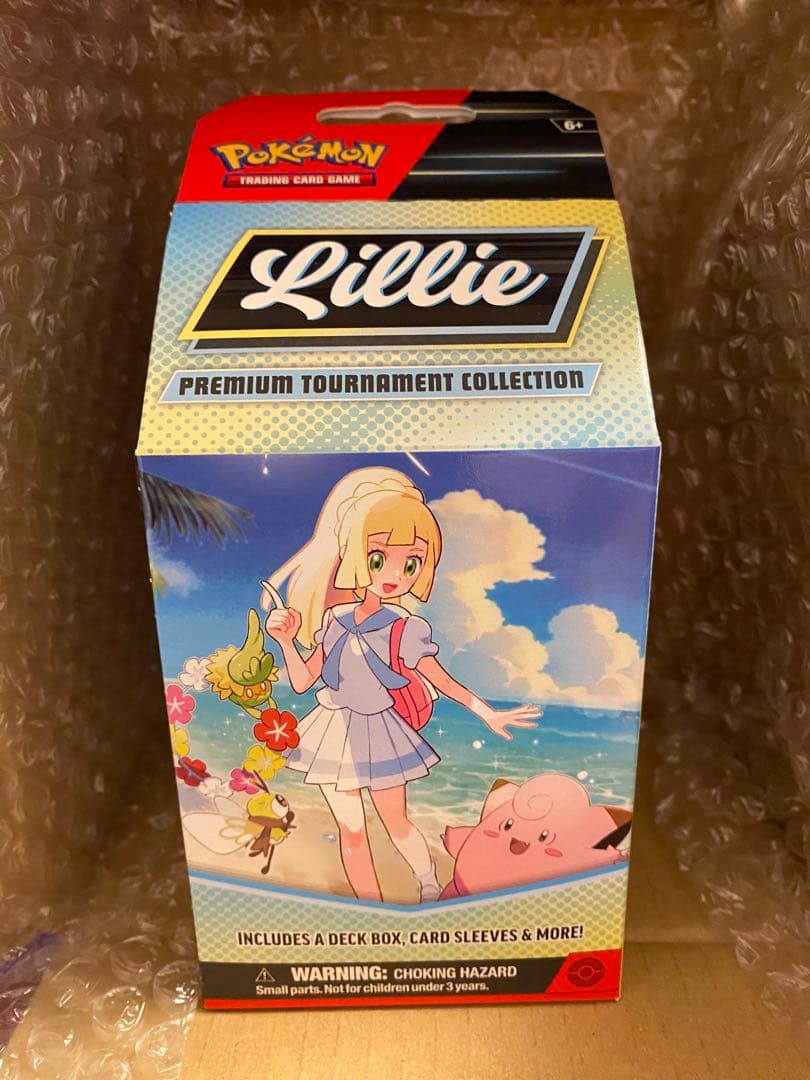 6+
POKéMON
TRADING CARD GAME
Lillie
PREMIUM TOURNAMENT COLLECTION
INCLUDES A DECK BOX, CARD SLEEVES & MORE!
WARNING: CHOKING HAZARD
Small parts. Not for children under 3 years.